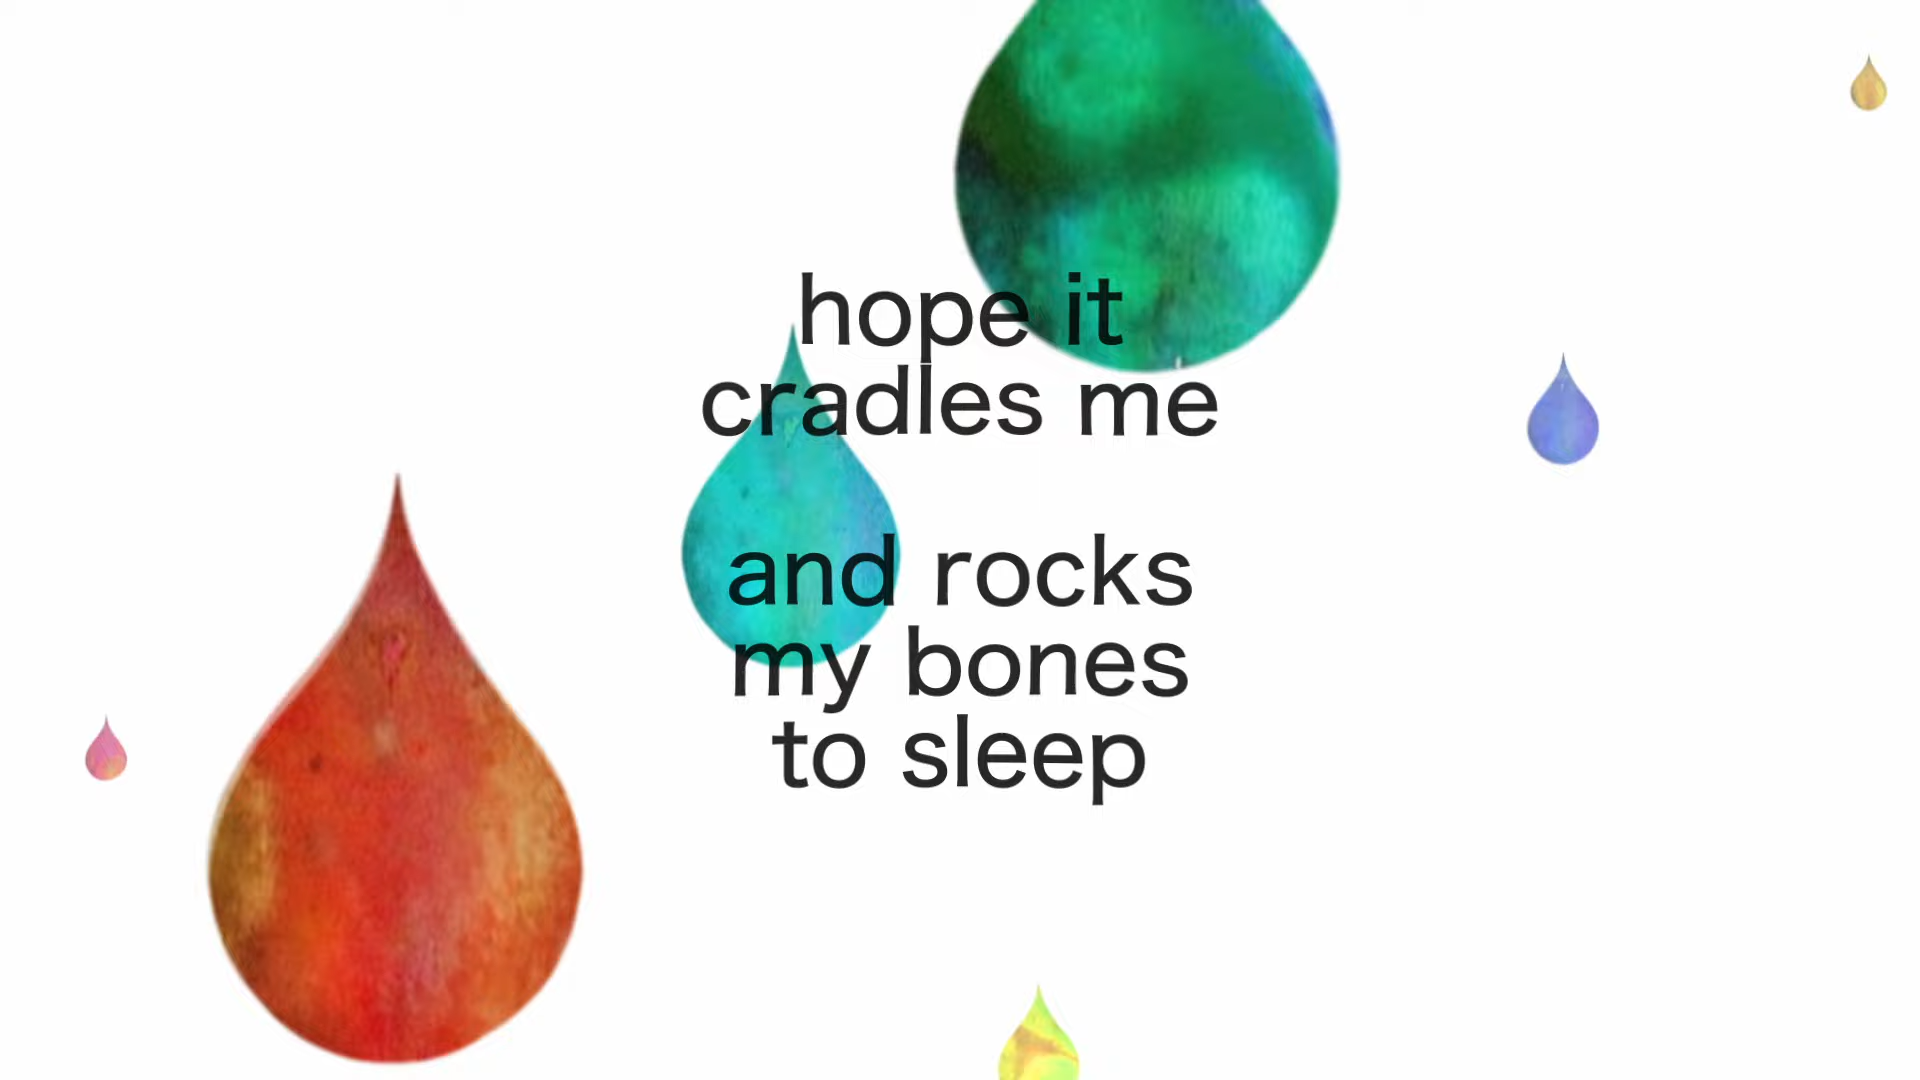 hope it
cradles me
and rocks
my bones
to sleep